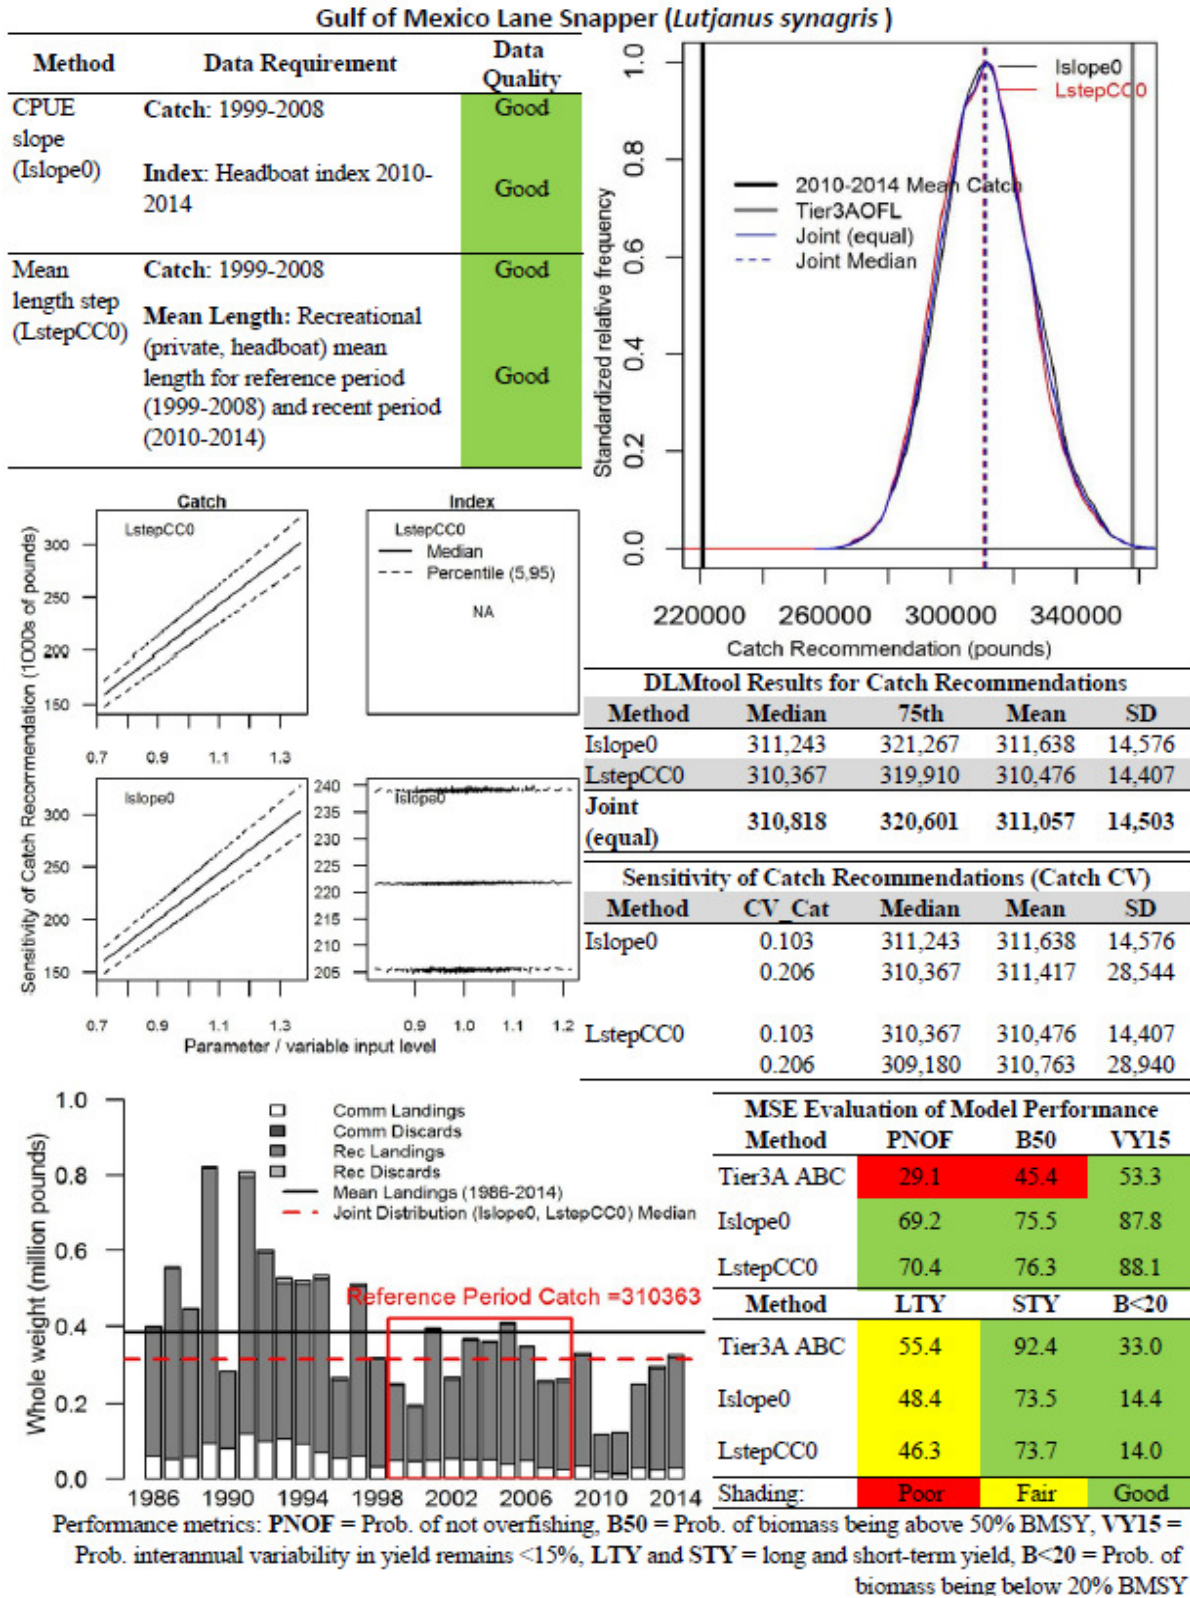 Gulf of Mexico Lane Snapper (Lutjanus synagris )
Method Data Requirement Data Quality
CPUE slope (Islope0) Catch: 1999-2008 Good
Index: Headboat index 2010-
2014 Good
Mean length step (LstepCC0) Catch: 1999-2008 Good
Mean Length: Recreational
(private, headboat) mean
length for reference period Good
(1999-2008) and recent period
(2010-2014)
Standardized relative frequency
1.0
0.8
0.6
0.4
0.2
0.0
Islope0
LstepCC0
2010-2014 Mean Catch
Tier3AOFL
Joint (equal)
Joint Median
220000 260000 300000 340000
Catch Recommendation (pounds)
Sensitivity of Catch Recommendation (1000s of pounds)
Catch
LstepCC0
300
250
200
150
0.7 0.9 1.1 1.3
Index
LstepCC0
Median
Percentile (5,95)
NA
Islope0
300
250
200
150
0.7 0.9 1.1 1.3
Islope0
240
235
230
225
220
215
210
205
0.9 1.0 1.1 1.2
Parameter / variable input level
DLMtool Results for Catch Recommendations
Method Median 75th Mean SD
Islope0 311,243 321,267 311,638 14,576
LstepCC0 310,367 319,910 310,476 14,407
Joint (equal) 310,818 320,601 311,057 14,503
Sensitivity of Catch Recommendations (Catch CV)
Method CV_Cat Median Mean SD
Islope0 0.103 311,243 311,638 14,576
0.206 310,367 311,417 28,544
LstepCC0 0.103 310,367 310,476 14,407
0.206 309,180 310,763 28,940
Whole weight (million pounds)
1.0
0.8
0.6
0.4
0.2
0.0
Comm Landings
Comm Discards
Rec Landings
Rec Discards
Mean Landings (1986-2014)
Joint Distribution (Islope0, LstepCC0) Median
Reference Period Catch =310363
1986 1990 1994 1998 2002 2006 2010 2014
MSE Evaluation of Model Performance
Method PNOF B50 VY15
Tier3A ABC 29.1 45.4 53.3
Islope0 69.2 75.5 87.8
LstepCC0 70.4 76.3 88.1
Method LTY STY B<20
Tier3A ABC 55.4 92.4 33.0
Islope0 48.4 73.5 14.4
LstepCC0 46.3 73.7 14.0
Shading: Poor Fair Good
Performance metrics: PNOF = Prob. of not overfishing, B50 = Prob. of biomass being above 50% BMSY, VY15 =
Prob. interannual variability in yield remains <15%, LTY and STY = long and short-term yield, B<20 = Prob. of
biomass being below 20% BMSY